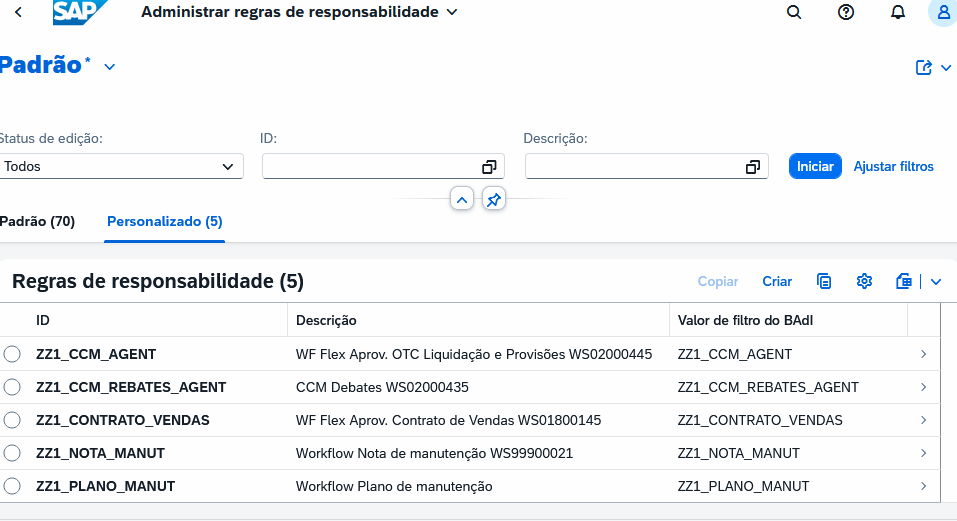 SAP Administrar regras de responsabilidade
Padrão*
Status de edição: ID: Descrição:
Todos Iniciar Ajustar filtros
Padrão (70) Personalizado (5)
Regras de responsabilidade (5) Copiar Criar
ID Descrição Valor de filtro do BAdI
ZZ1_CCM_AGENT WF Flex Aprov. OTC Liquidação e Provisões WS02000445 ZZ1_CCM_AGENT
ZZ1_CCM_REBATES_AGENT CCM Debates WS02000435 ZZ1_CCM_REBATES_AGENT
ZZ1_CONTRATO_VENDAS WF Flex Aprov. Contrato de Vendas WS01800145 ZZ1_CONTRATO_VENDAS
ZZ1_NOTA_MANUT Workflow Nota de manutenção WS99900021 ZZ1_NOTA_MANUT
ZZ1_PLANO_MANUT Workflow Plano de manutenção ZZ1_PLANO_MANUT